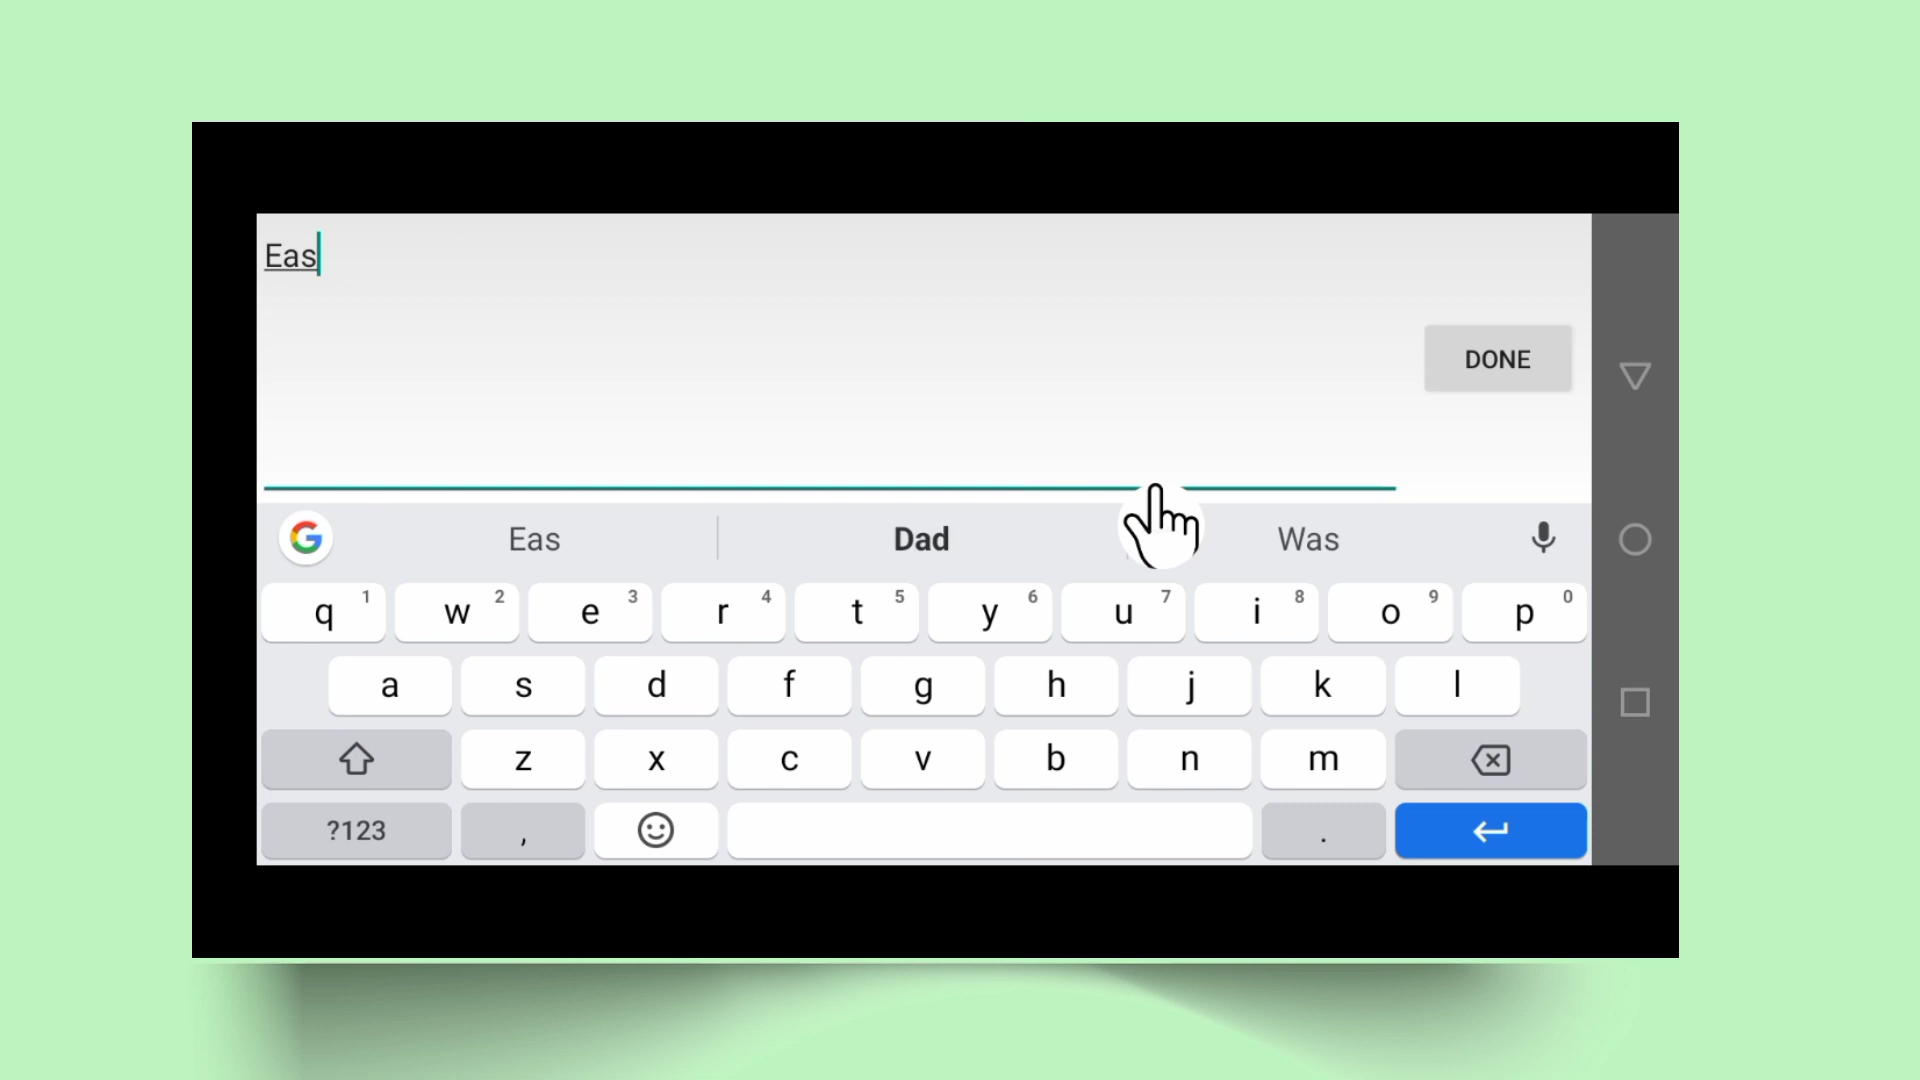 Eas
DONE
Eas Dad Was
q 1 w 2 e 3 r 4 t 5 y 6 u 7 i 8 o 9 p 0
a s d f g h j k l
z x c v b n m
?123 , .